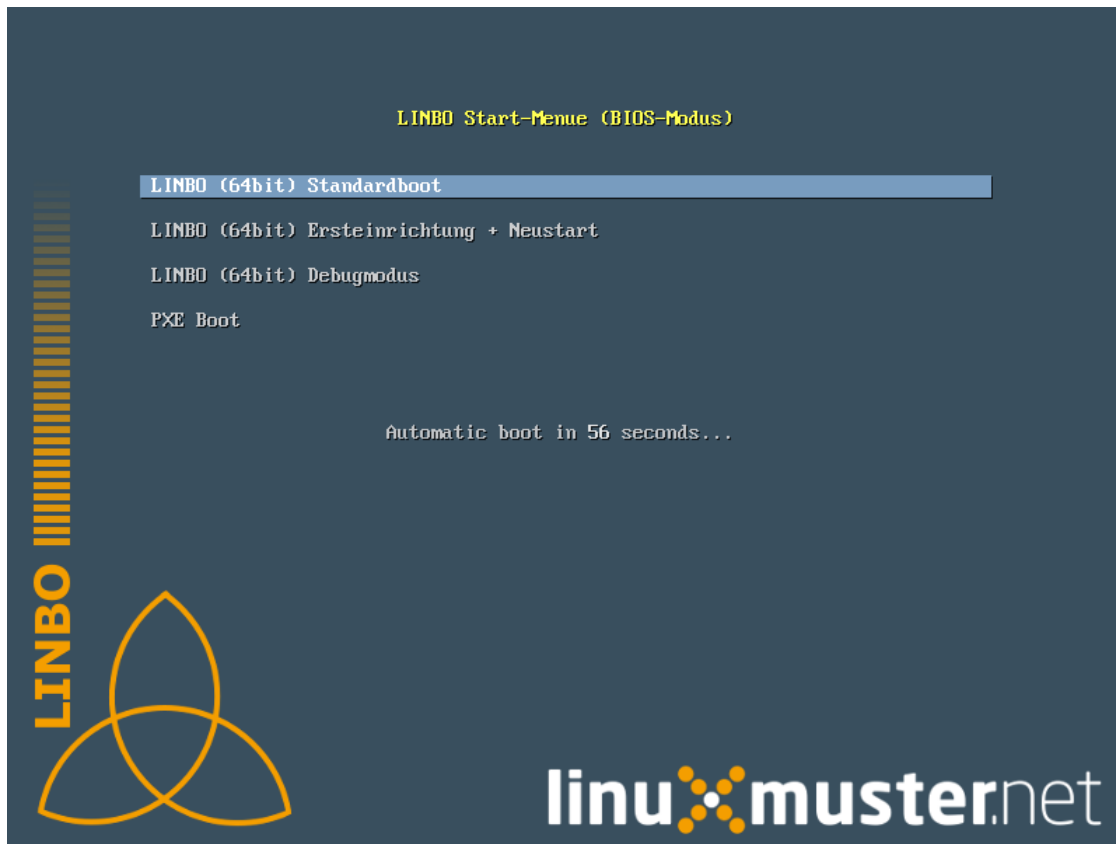 LINBO Start-Menue (BIOS-Modus)
LINBO (64bit) Standardboot
LINBO (64bit) Ersteinrichtung + Neustart
LINBO (64bit) Debugmodus
PXE Boot
Automatic boot in 56 seconds...
LINBO
linuxmuster.net